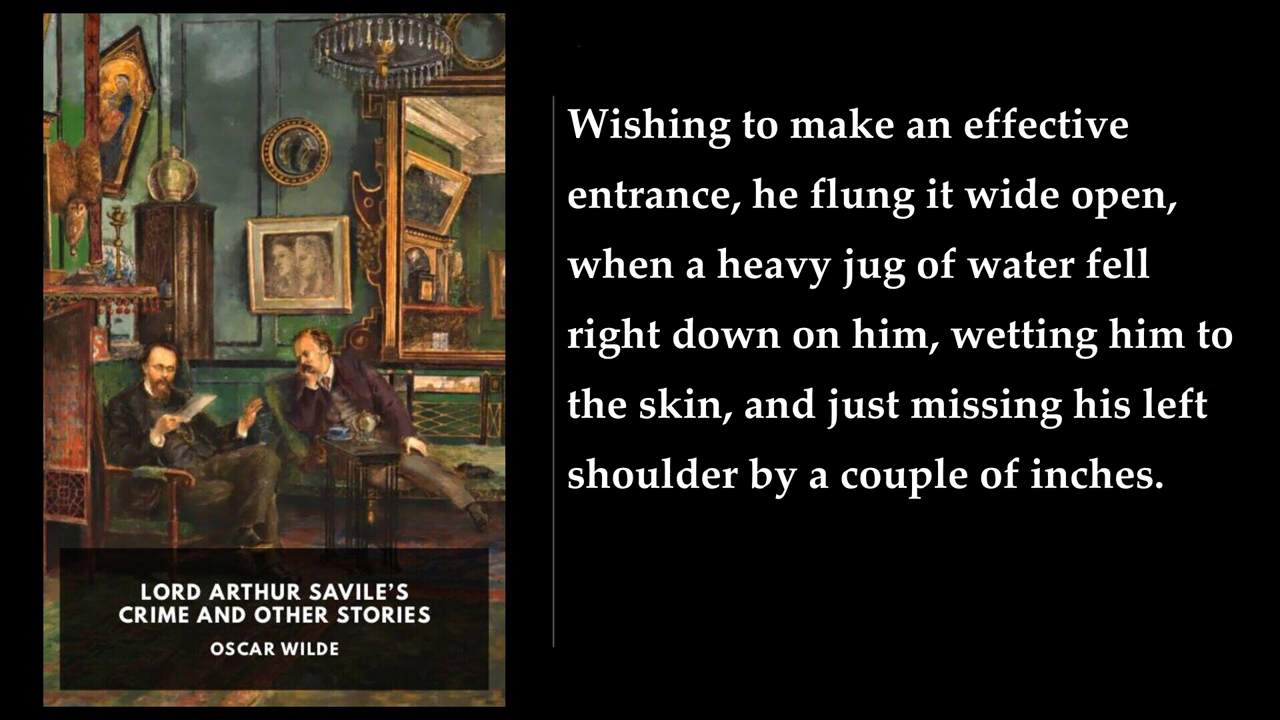 Wishing to make an effective
entrance, he flung it wide open,
when a heavy jug of water fell
right down on him, wetting him to
the skin, and just missing his left
shoulder by a couple of inches.
LORD ARTHUR SAVILE’S
CRIME AND OTHER STORIES
OSCAR WILDE